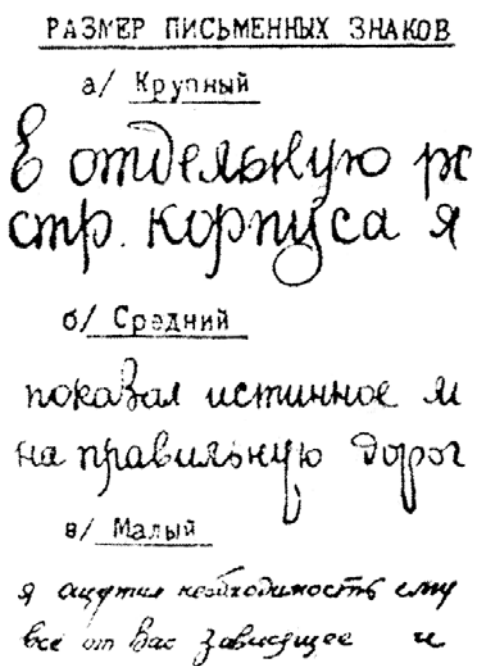 РАЗМЕР ПИСЬМЕННЫХ ЗНАКОВ
а/ Крупный
В отдельную рс
стр. корпуса я
б/ Средний
показал истинное м
на правильную дорог
в/ Малый
я ощутил необходимость ему
все от Вас зависящее и